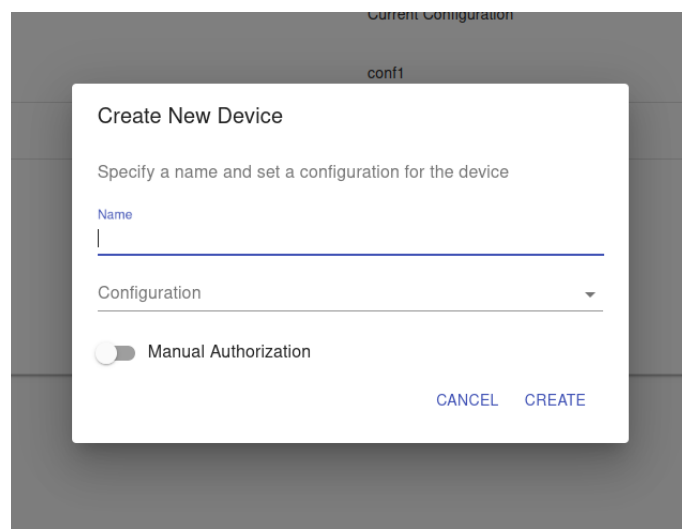 Current Configuration
conf1
Create New Device
Specify a name and set a configuration for the device
Name
Configuration
Manual Authorization
CANCEL CREATE